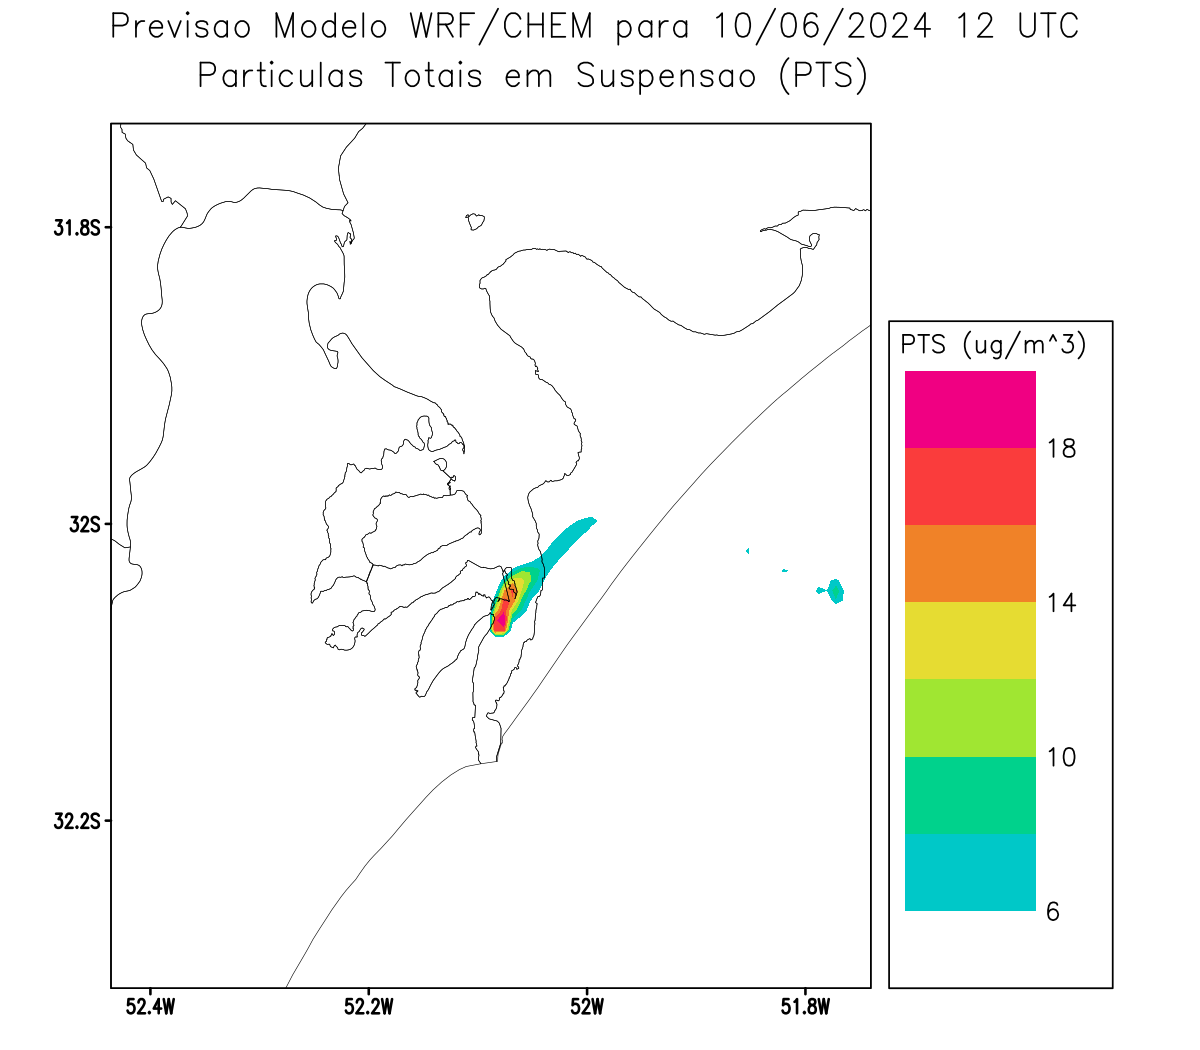 Previsao Modelo WRF/CHEM para 10/06/2024 12 UTC
Particulas Totais em Suspensao (PTS)
31.8S
32S
32.2S
52.4W
52.2W
52W
51.8W
PTS (ug/m^3)
18
14
10
6